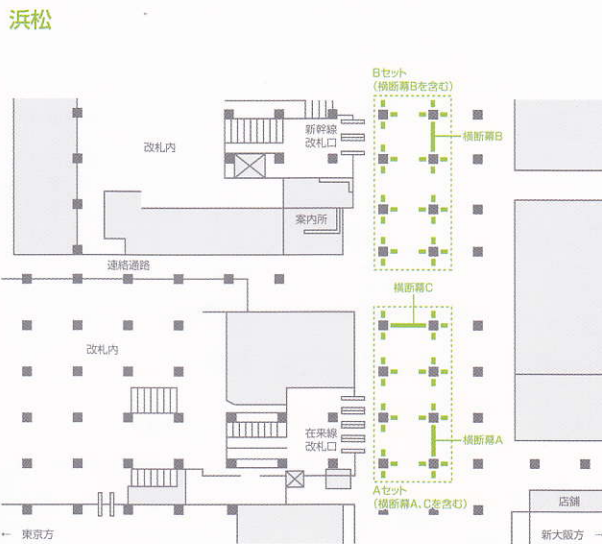 浜松
Bセット
(横断幕Bを含む)
新幹線
改札口
横断幕B
改札内
案内所
連絡通路
横断幕C
改札内
在来線
改札口
横断幕A
Aセット
(横断幕A、Cを含む)
店舗
← 東京方
新大阪方 →